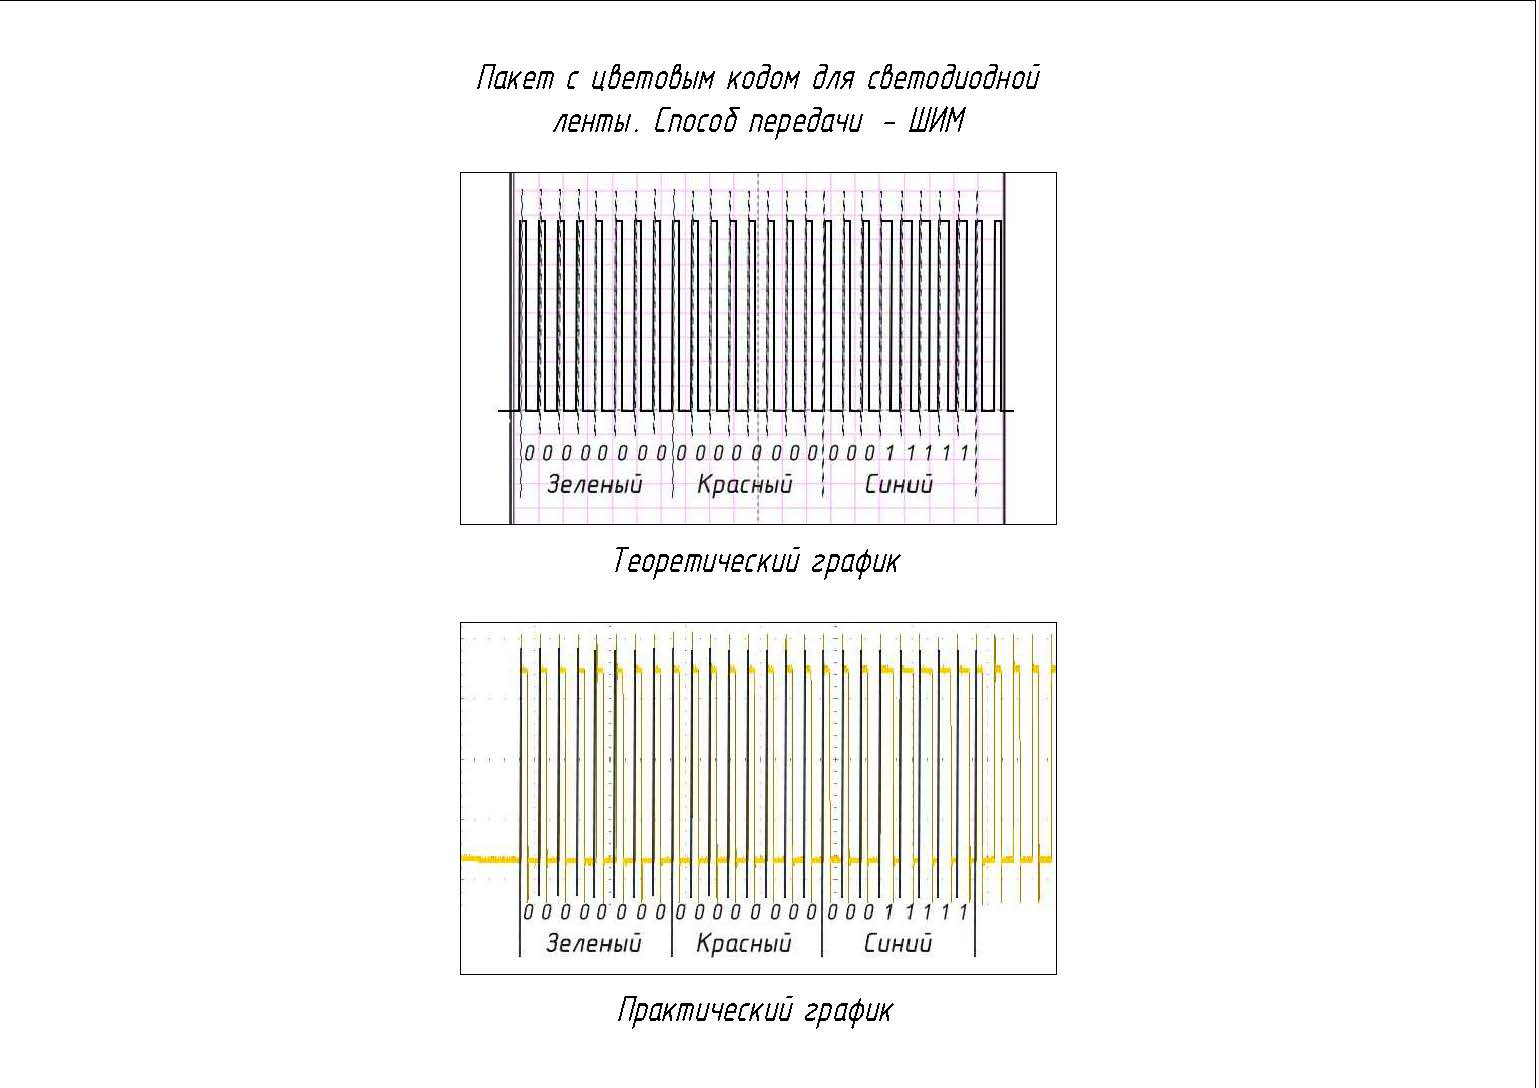 Пакет с цветовым кодом для светодиодной
ленты. Способ передачи - ШИМ
0 0 0 0 0 0 0 0 0 0 0 0 0 0 0 0 0 0 0 1 1 1 1 1
Зеленый Красный Синий
Теоретический график
0 0 0 0 0 0 0 0 0 0 0 0 0 0 0 0 0 0 0 1 1 1 1 1
Зеленый Красный Синий
Практический график